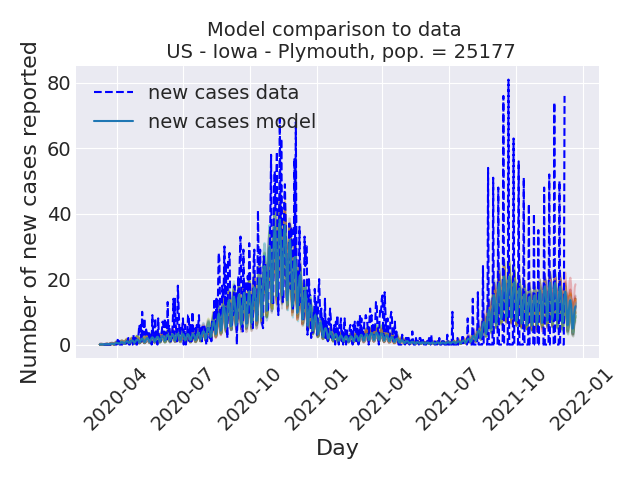 Model comparison to data
US - Iowa - Plymouth, pop. = 25177
Number of new cases reported
80
60
40
20
0
new cases data
new cases model
2020-04
2020-07
2020-10
2021-01
2021-04
2021-07
2021-10
2022-01
Day